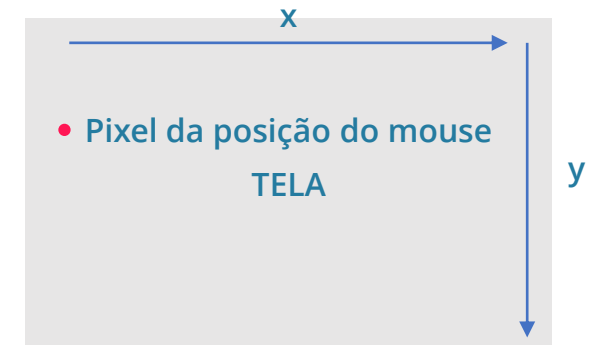 x
• Pixel da posição do mouse
TELA
y